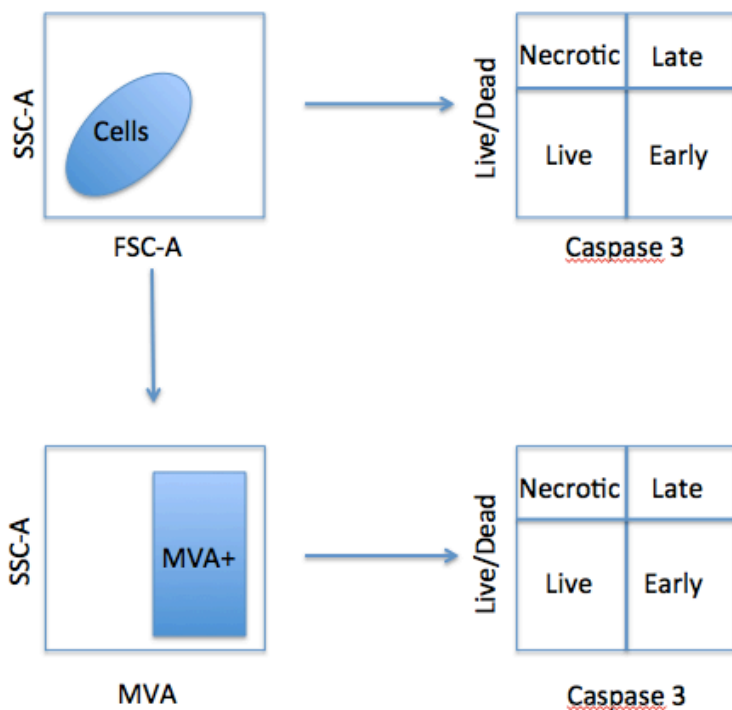 SSC-A
Cells
FSC-A
Live/Dead
Necrotic Late
Live Early
Caspase 3
SSC-A
MVA+
MVA
Live/Dead
Necrotic Late
Live Early
Caspase 3